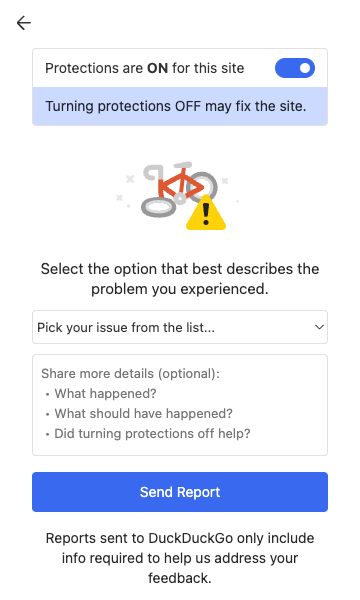 Protections are ON for this site
Turning protections OFF may fix the site.
Select the option that best describes the
problem you experienced.
Pick your issue from the list...
Share more details (optional):
• What happened?
• What should have happened?
• Did turning protections off help?
Send Report
Reports sent to DuckDuckGo only include
info required to help us address your
feedback.